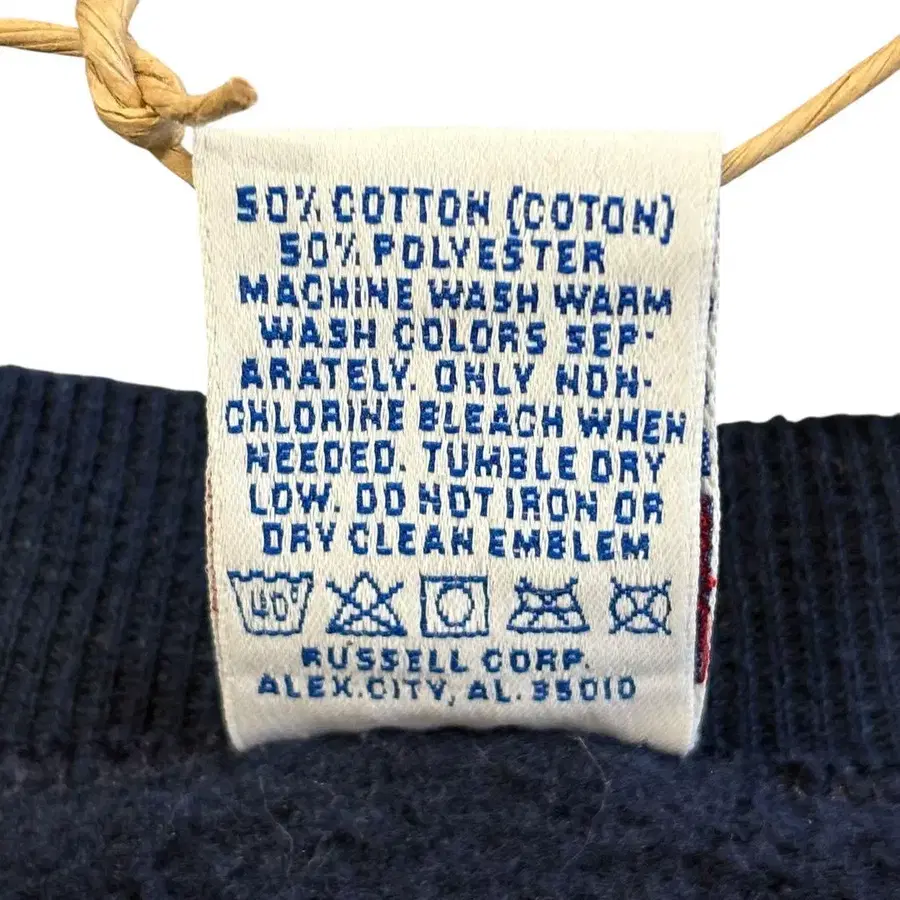 50% COTTON (COTON)
50% POLYESTER
MACHINE WASH WARM
WASH COLORS SEP-
ARATELY. ONLY NON-
CHLORINE BLEACH WHEN
NEEDED. TUMBLE DRY
LOW. DO NOT IRON OR
DRY CLEAN EMBLEM
40°
RUSSELL CORP.
ALEX.CITY, AL. 35010